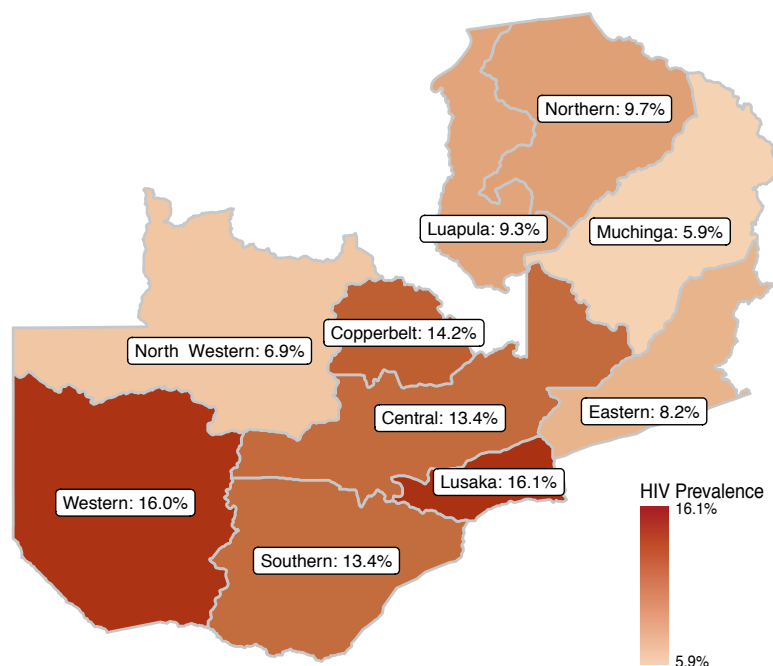 Northern: 9.7%
Luapula: 9.3%
Muchinga: 5.9%
Copperbelt: 14.2%
North Western: 6.9%
Central: 13.4%
Eastern: 8.2%
Lusaka: 16.1%
Western: 16.0%
Southern: 13.4%
HIV Prevalence
16.1%
5.9%